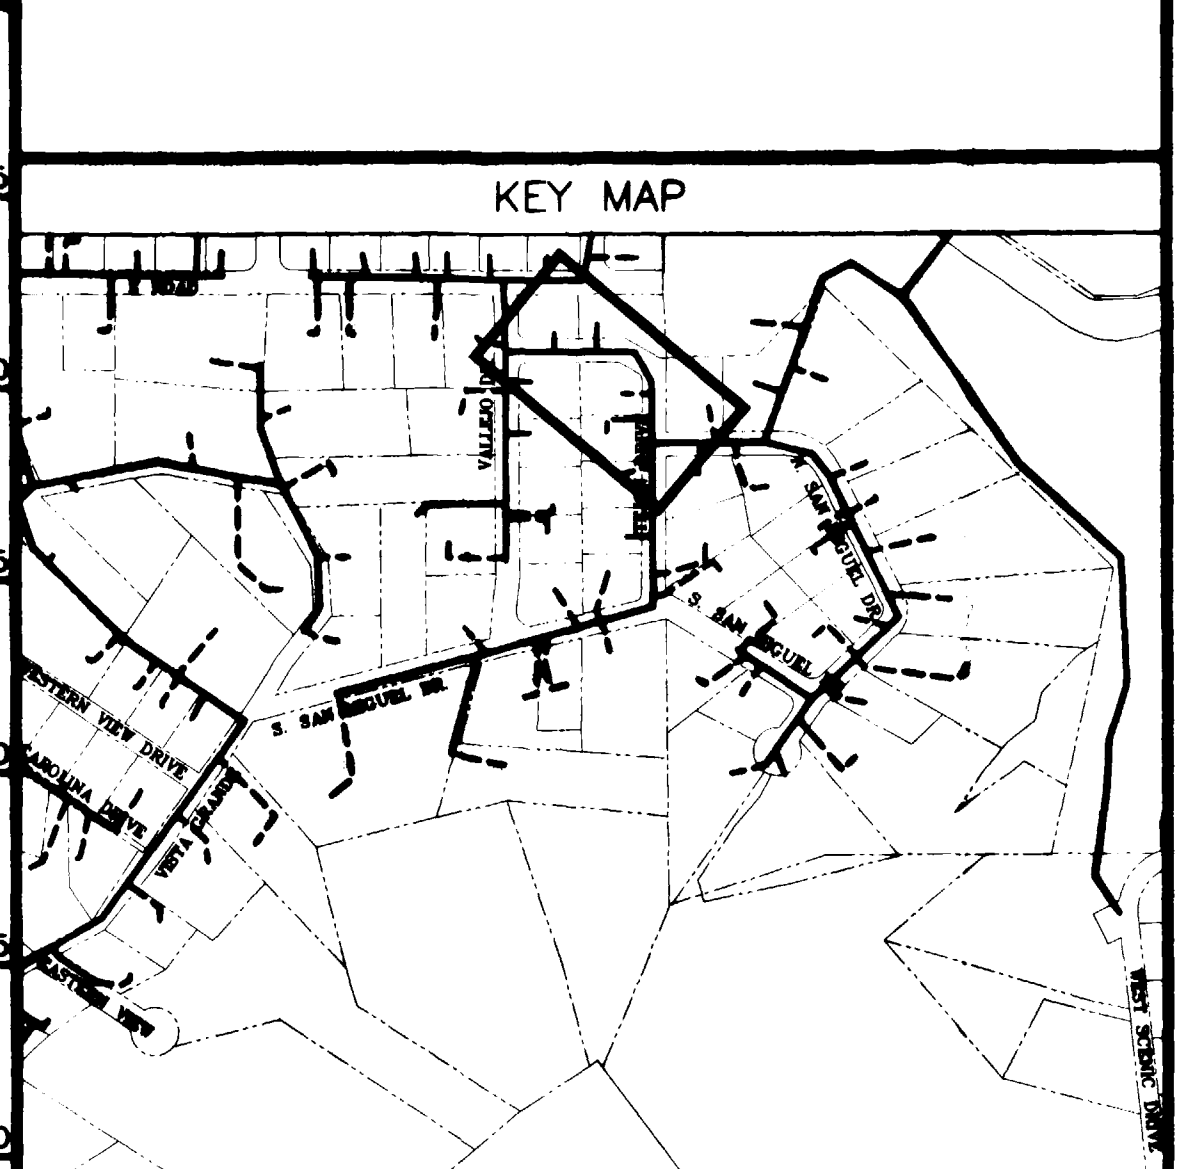 KEY MAP
ROAD
VALLEJO DR
N SAN MIGUEL DR
S. SAN MIGUEL
S. SAN MIGUEL DR.
WESTERN VIEW DRIVE
CAROLINA DRIVE
VISTA GRANDE
EASTERN VIEW
WEST SCENIC DRIVE